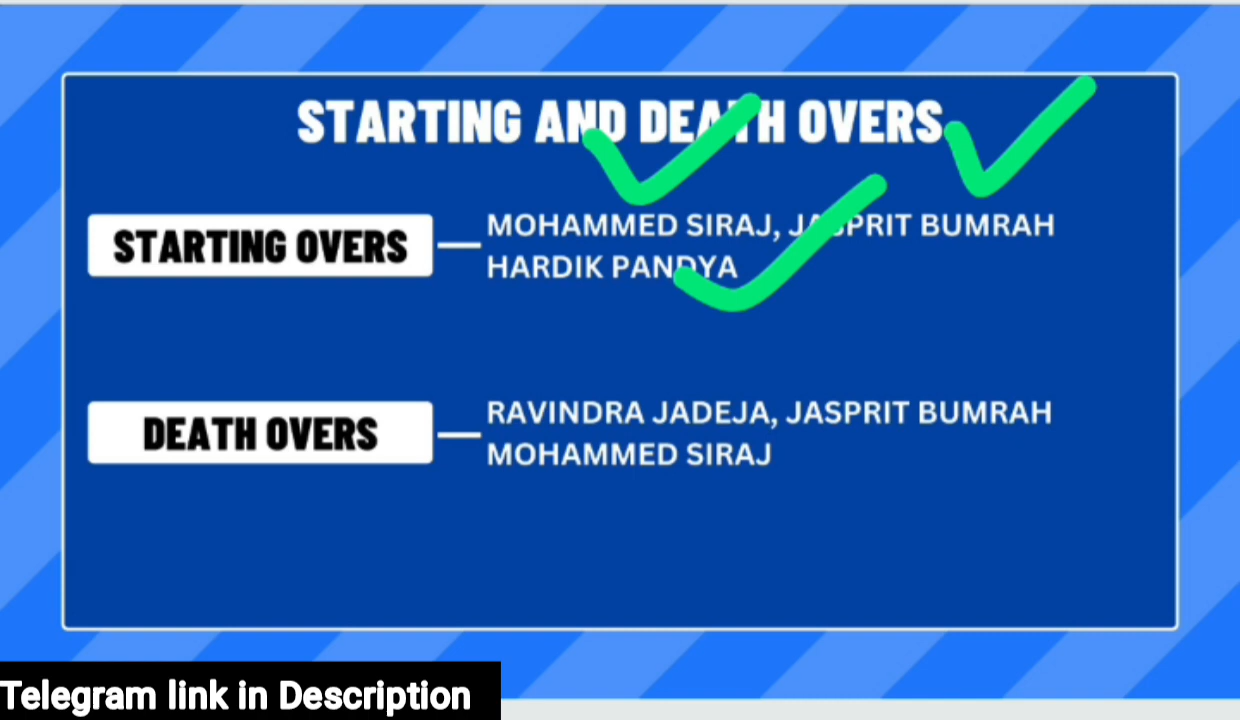 STARTING AND DEATH OVERS
STARTING OVERS
MOHAMMED SIRAJ, JASPRIT BUMRAH
HARDIK PANDYA
DEATH OVERS
RAVINDRA JADEJA, JASPRIT BUMRAH
MOHAMMED SIRAJ
Telegram link in Description